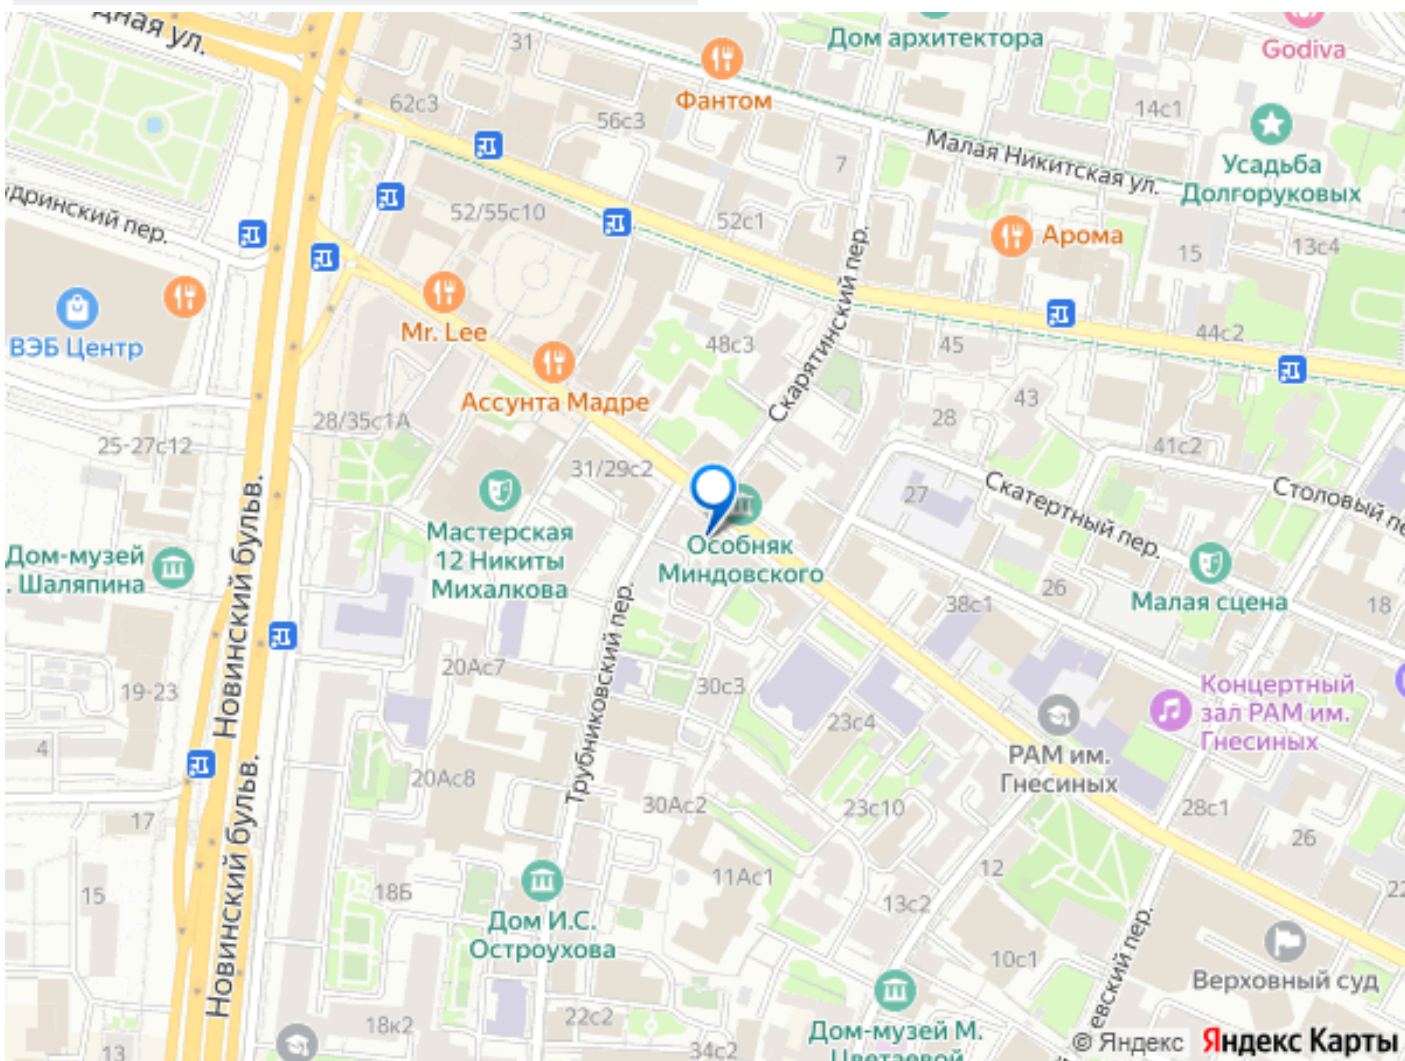 дная ул.
31
Дом архитектора
Godiva
Фантом
62с3
56с3
14с1
7
Малая Никитская ул.
Усадьба
Долгоруковых
дринский пер.
52/55с10
52с1
Арома
15
13с4
Mr. Lee
ВЭБ Центр
48с3
Скарятинский пер.
45
44с2
Ассунта Мадре
28/35с1А
43
28
25-27с12
41с2
31/29с2
27
Скатертный пер.
Столовый пе
Мастерская
12 Никиты
Михалкова
Особняк
Миндовского
Дом-музей
. Шаляпина
Новинский бульв.
Трубниковский пер.
38с1
26
Малая сцена
18
20Ас7
30с3
19-23
23с4
Концертный
зал РАМ им.
Гнесиных
4
РАМ им.
Гнесиных
20Ас8
Новинский бульв.
30Ас2
23с10
28с1
17
26
12
11Ас1
15
18Б
13с2
22
Дом И.С.
Остроухова
10с1
евский пер.
Верховный суд
18к2
22с2
Дом-музей М.
Цветаевой
34с2
13
© Яндекс Яндекс Карты